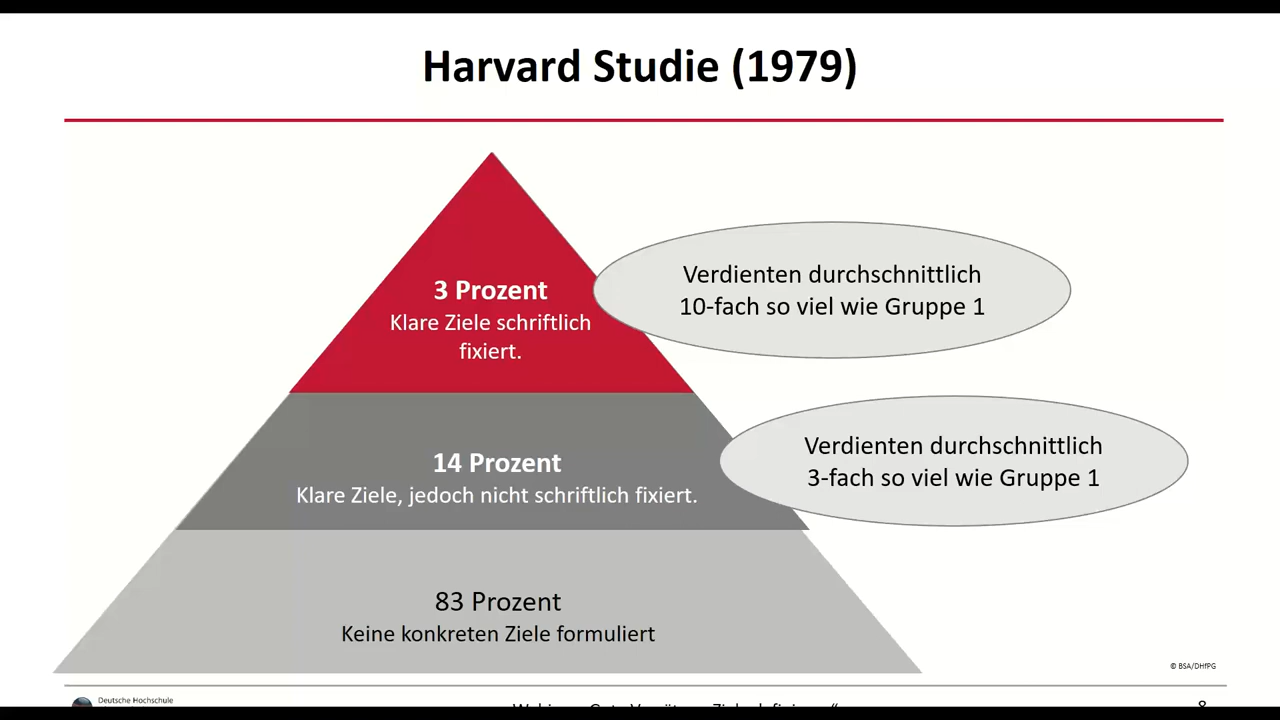 Harvard Studie (1979)
3 Prozent
Klare Ziele schriftlich
fixiert.
Verdienten durchschnittlich
10-fach so viel wie Gruppe 1
14 Prozent
Klare Ziele, jedoch nicht schriftlich fixiert.
Verdienten durchschnittlich
3-fach so viel wie Gruppe 1
83 Prozent
Keine konkreten Ziele formuliert
© BSA/DHfPG
Deutsche Hochschule